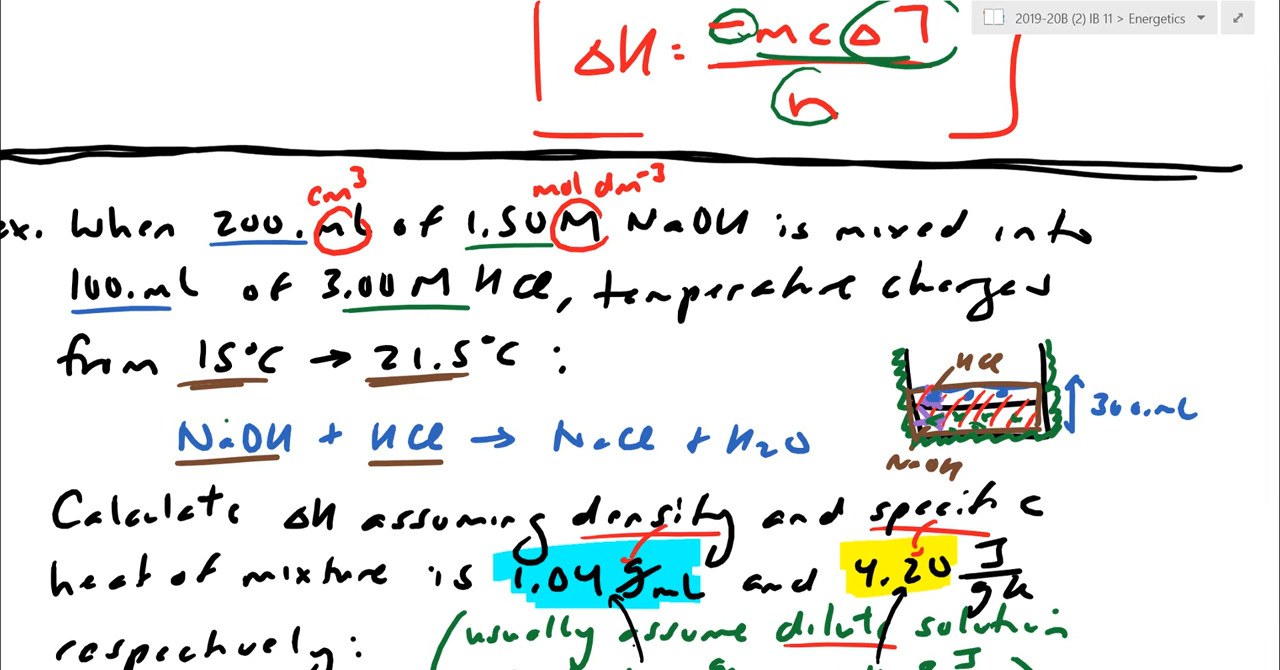 2019-20B (2) IB 11 > Energetics
ΔH = -mcΔT / n
cm³ mol dm⁻³
ex. When 200. mL of 1.50 M NaOH is mixed into
100. mL of 3.00 M HCl, temperature changes
from 15°C → 21.5°C :
HCl
300. mL
NaOH + HCl → NaCl + H₂O
NaOH
Calculate ΔH assuming density and specific
heat of mixture is 1.04 g/mL and 4.20 J/gK
respectively: (usually assume dilute solution